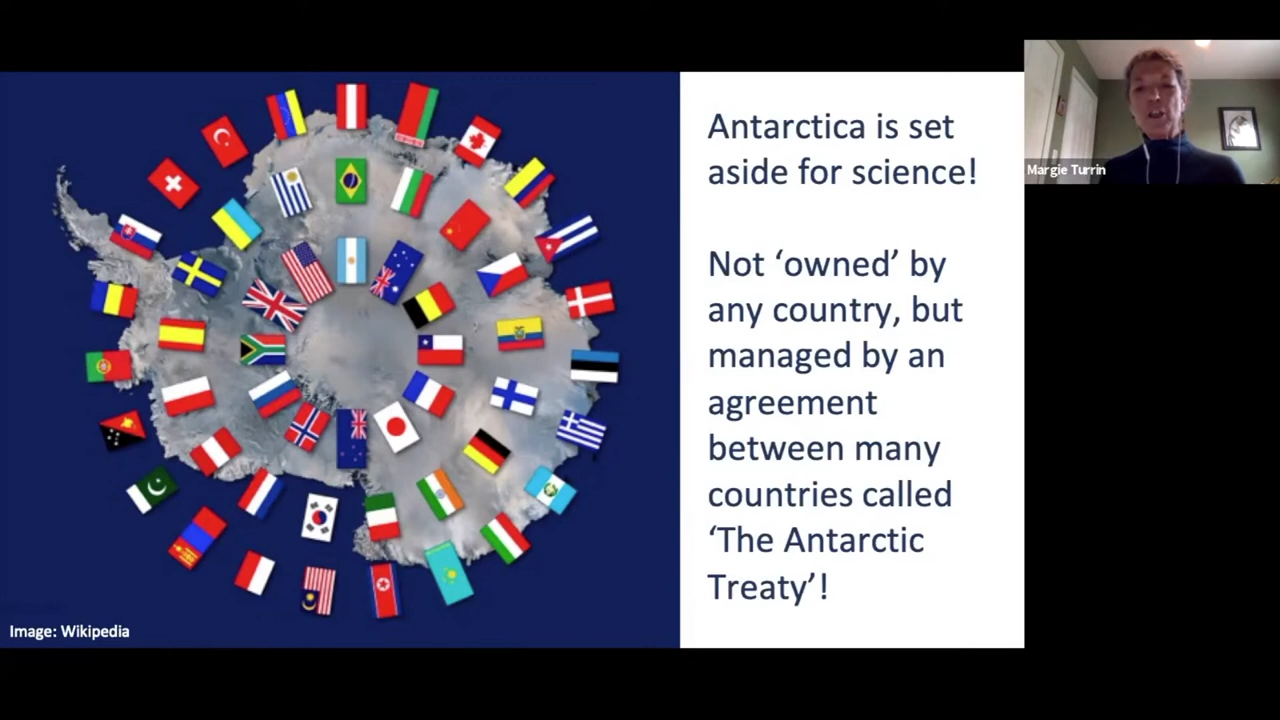 Antarctica is set
aside for science!
Not ‘owned’ by
any country, but
managed by an
agreement
between many
countries called
‘The Antarctic
Treaty’!
Image: Wikipedia
Margie Turrin